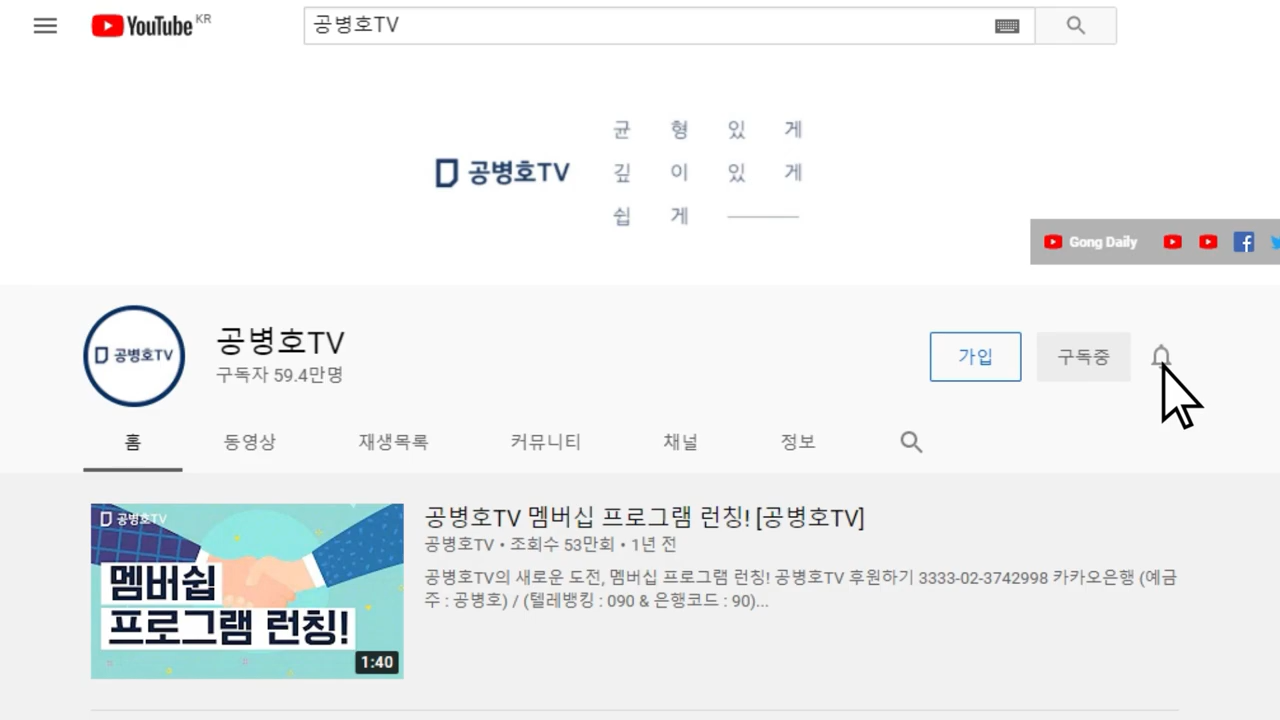 YouTube KR
공병호TV
공병호TV
균형있게
깊이있게
쉽게
Gong Daily
공병호TV
공병호TV
구독자 59.4만명
가입
구독중
홈
동영상
재생목록
커뮤니티
채널
정보
공병호TV
멤버쉽
프로그램 런칭!
1:40
공병호TV 멤버십 프로그램 런칭! [공병호TV]
공병호TV • 조회수 53만회 • 1년 전
공병호TV의 새로운 도전, 멤버십 프로그램 런칭! 공병호TV 후원하기 3333-02-3742998 카카오은행 (예금
주 : 공병호) / (텔레뱅킹 : 090 & 은행코드 : 90)...